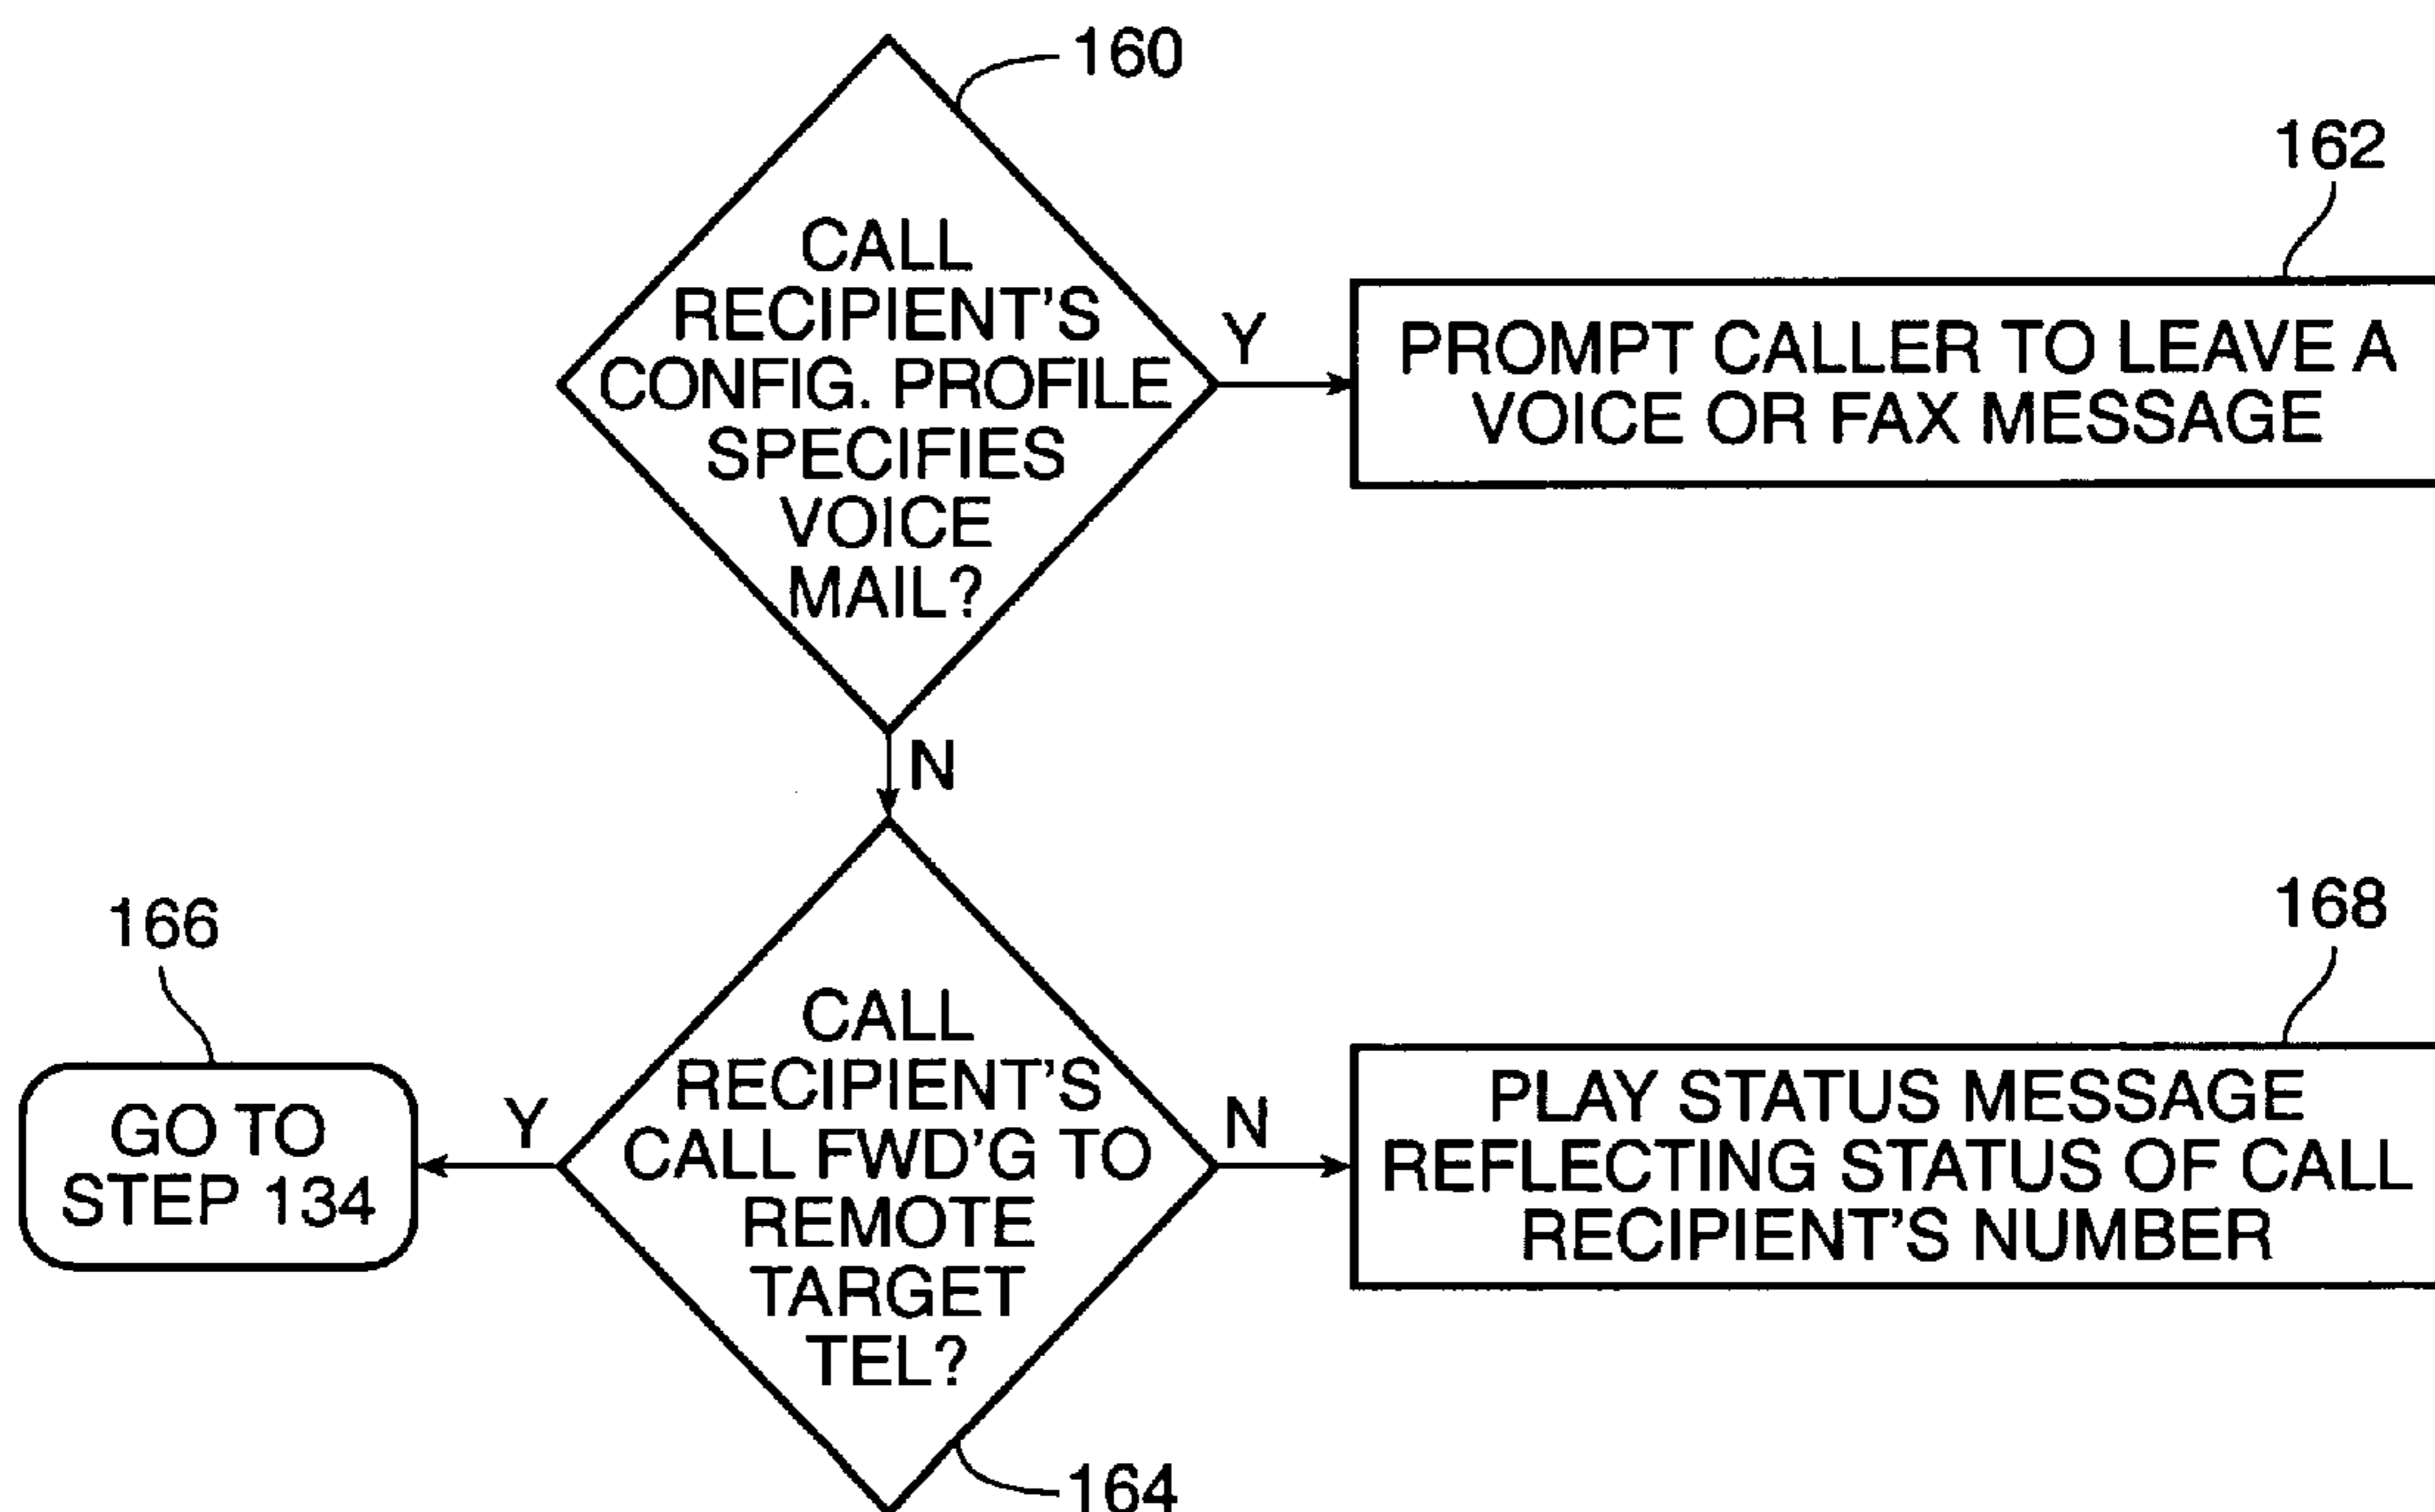 160
CALL
RECIPIENT'S
CONFIG. PROFILE
SPECIFIES
VOICE
MAIL?
Y
162
PROMPT CALLER TO LEAVE A
VOICE OR FAX MESSAGE
N
166
GO TO
STEP 134
Y
CALL
RECIPIENT'S
CALL FWD'G TO
REMOTE
TARGET
TEL?
164
N
168
PLAY STATUS MESSAGE
REFLECTING STATUS OF CALL
RECIPIENT'S NUMBER